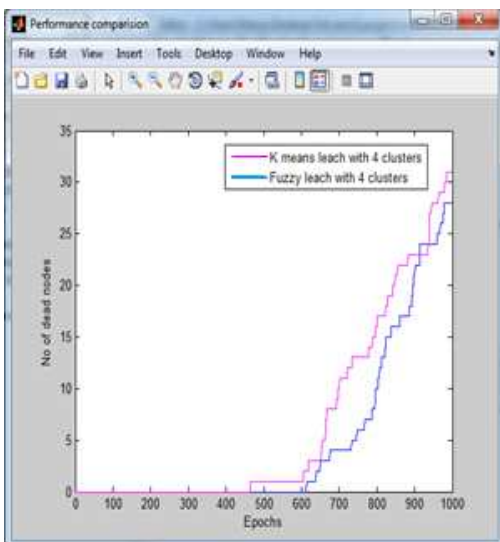 Performance comparision
File Edit View Insert Tools Desktop Window Help
35
30
25
20
15
10
5
0
No of dead nodes
K means leach with 4 clusters
Fuzzy leach with 4 clusters
0 100 200 300 400 500 600 700 800 900 1000
Epochs